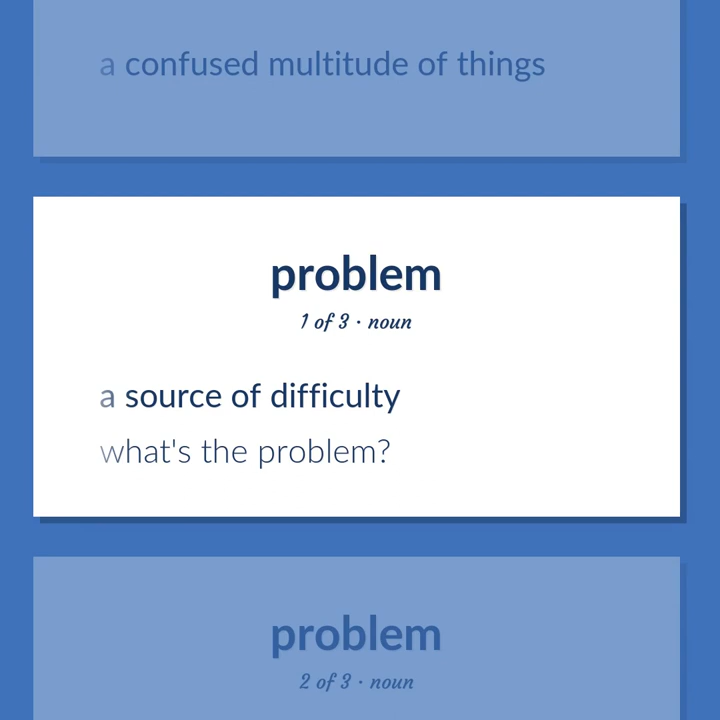 a confused multitude of things
problem
1 of 3 · noun
a source of difficulty
what's the problem?
problem
2 of 3 · noun